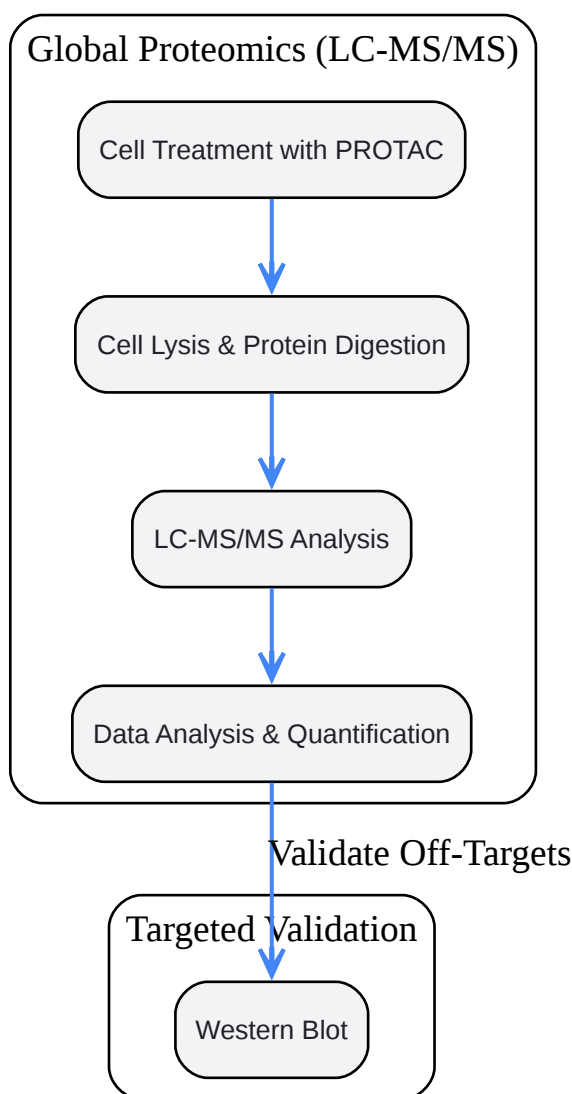 Global Proteomics (LC-MS/MS)
Cell Treatment with PROTAC
Cell Lysis & Protein Digestion
LC-MS/MS Analysis
Data Analysis & Quantification
Validate Off-Targets
Targeted Validation
Western Blot